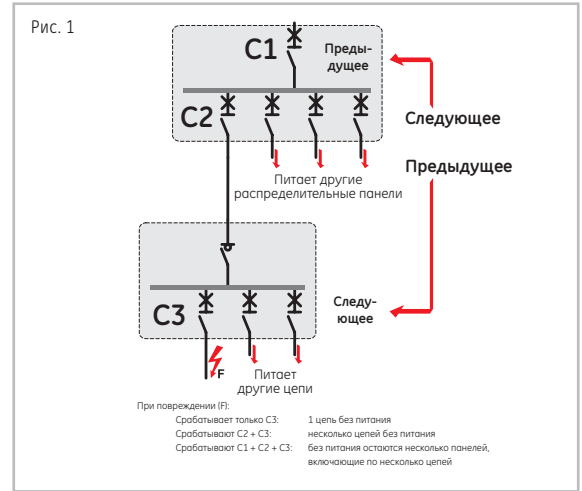 Рис. 1
C1
Преды-
дущее
C2
Следующее
Предыдущее
Питает другие
распределительные панели
C3
Следу-
ющее
F
Питает
другие цепи
При повреждении (F):
Срабатывает только C3: 1 цепь без питания
Срабатывают C2 + C3: несколько цепей без питания
Срабатывают C1 + C2 + C3: без питания остаются несколько панелей,
включающие по несколько цепей